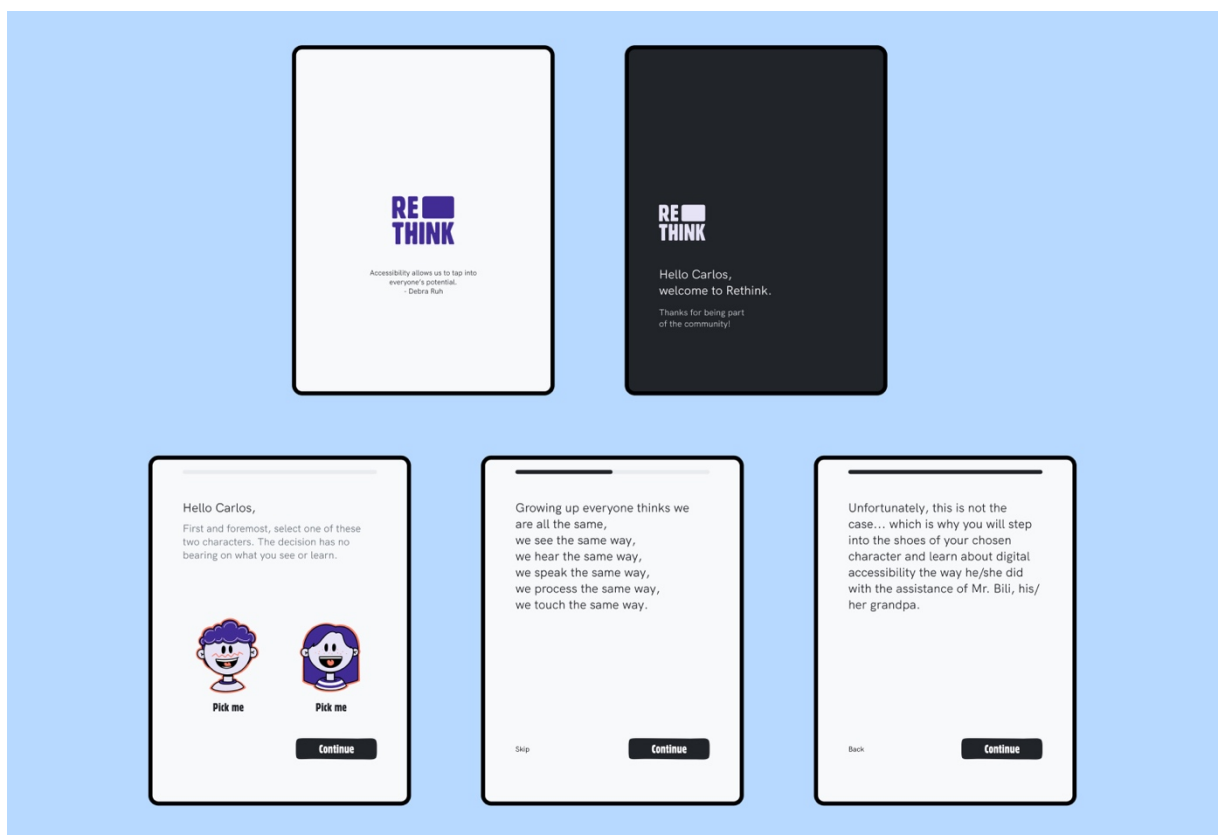 RE
THINK
Accessibility allows us to tap into
everyone's potential.
- Debra Ruh
RE
THINK
Hello Carlos,
welcome to Rethink.
Thanks for being part
of the community!
Hello Carlos,
First and foremost, select one of these
two characters. The decision has no
bearing on what you see or learn.
Pick me
Pick me
Continue
Growing up everyone thinks we
are all the same,
we see the same way,
we hear the same way,
we speak the same way,
we process the same way,
we touch the same way.
Skip
Continue
Unfortunately, this is not the
case... which is why you will step
into the shoes of your chosen
character and learn about digital
accessibility the way he/she did
with the assistance of Mr. Bili, his/
her grandpa.
Back
Continue